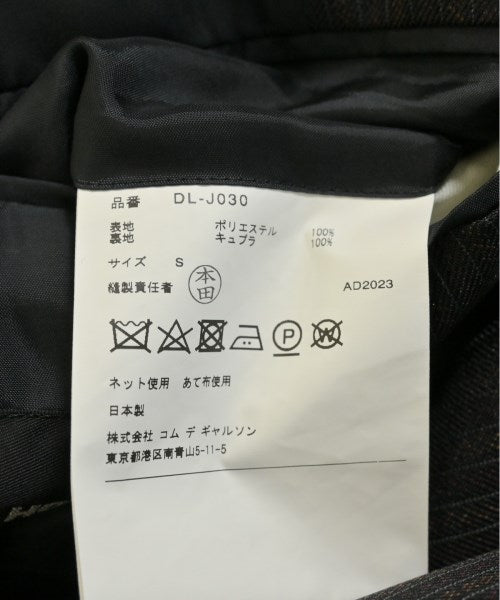 品番 DL-J030
表地 ポリエステル 100%
裏地 キュプラ 100%
サイズ S
縫製責任者 本田 AD2023
P W
ネット使用 あて布使用
日本製
株式会社 コム デ ギャルソン
東京都港区南青山5-11-5